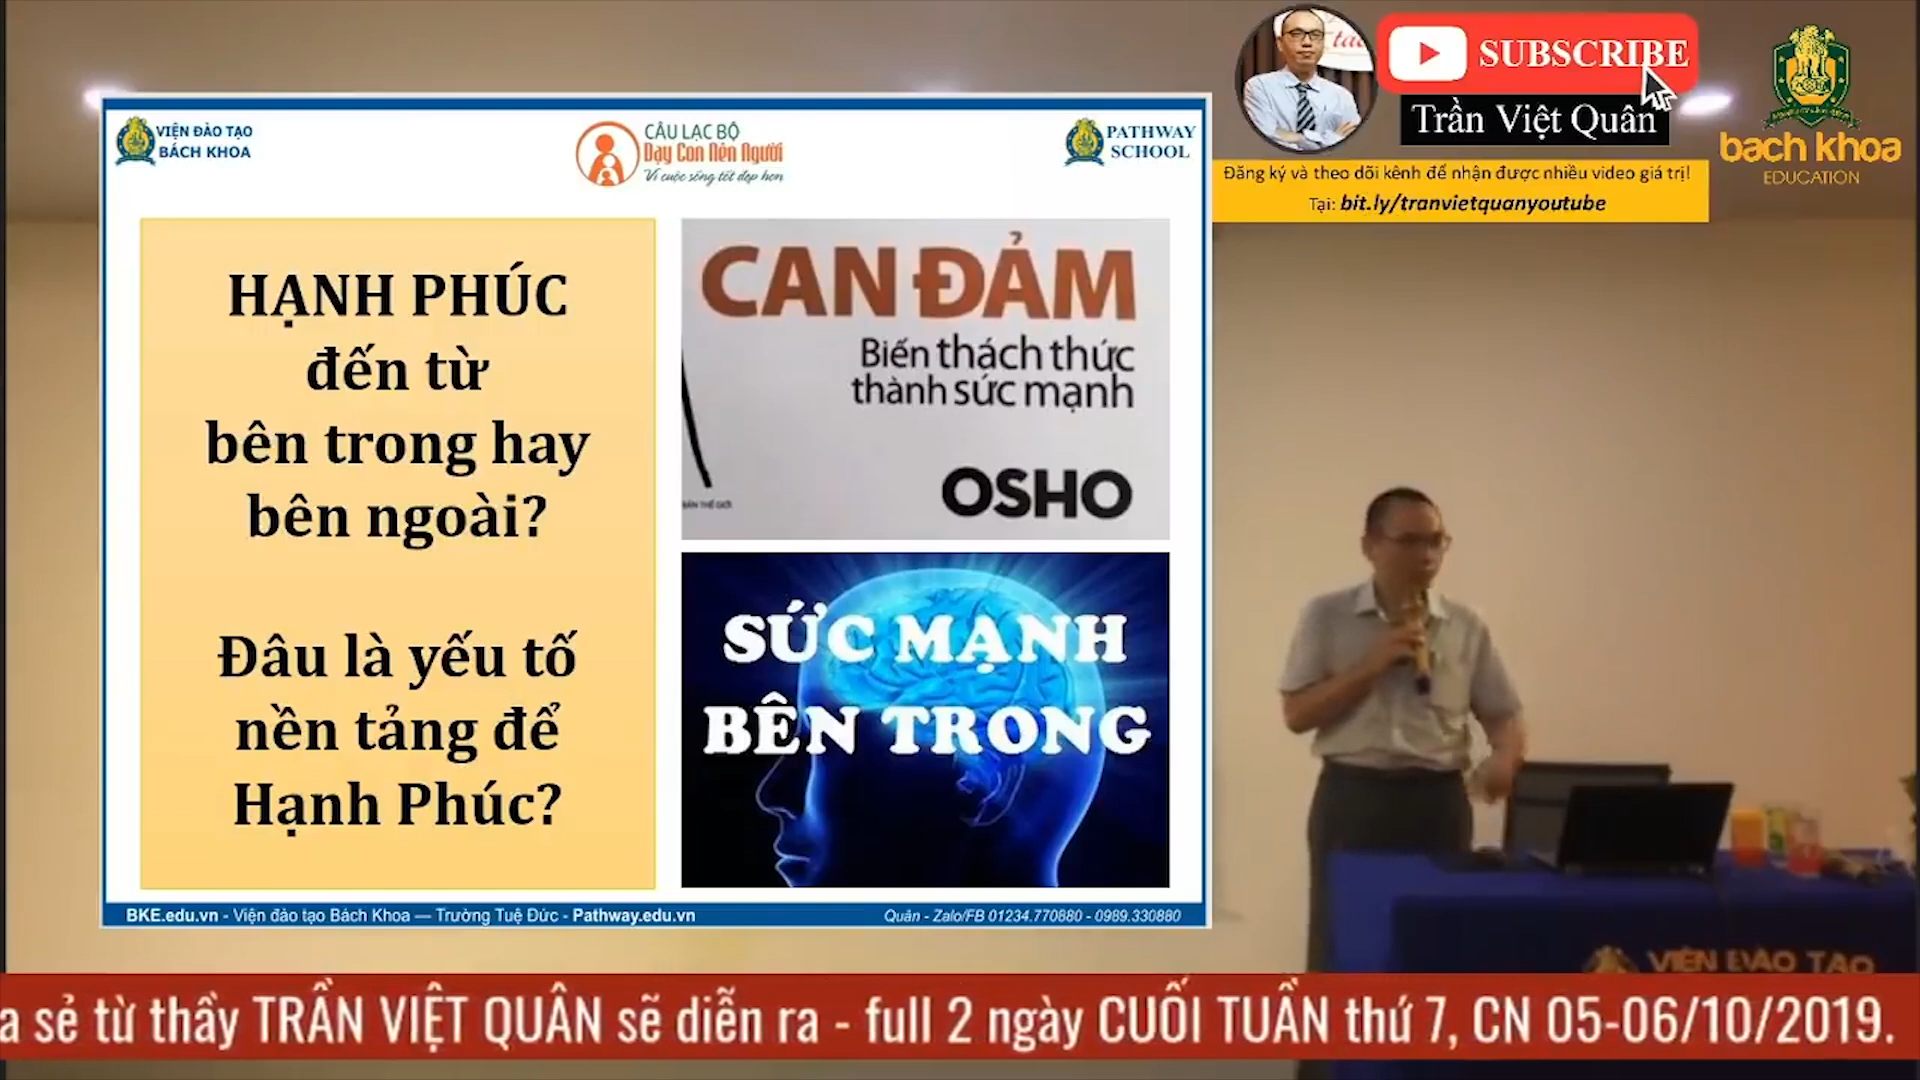 SUBSCRIBE
Trần Việt Quân
Đăng ký và theo dõi kênh để nhận được nhiều video giá trị!
Tại: bit.ly/tranvietquanyoutube
bach khoa
EDUCATION
VIỆN ĐÀO TẠO
BÁCH KHOA
CÂU LẠC BỘ
Dạy Con Nên Người
Vì cuộc sống tốt đẹp hơn
PATHWAY
SCHOOL
HẠNH PHÚC
đến từ
bên trong hay
bên ngoài?
Đâu là yếu tố
nền tảng để
Hạnh Phúc?
CAN ĐẢM
Biến thách thức
thành sức mạnh
OSHO
SỨC MẠNH
BÊN TRONG
BKE.edu.vn - Viện đào tạo Bách Khoa — Trường Tuệ Đức - Pathway.edu.vn
Quân - Zalo/FB 01234.770880 - 0989.330880
VIỆN ĐÀO TẠO
a sẻ từ thầy TRẦN VIỆT QUÂN sẽ diễn ra - full 2 ngày CUỐI TUẦN thứ 7, CN 05-06/10/2019.